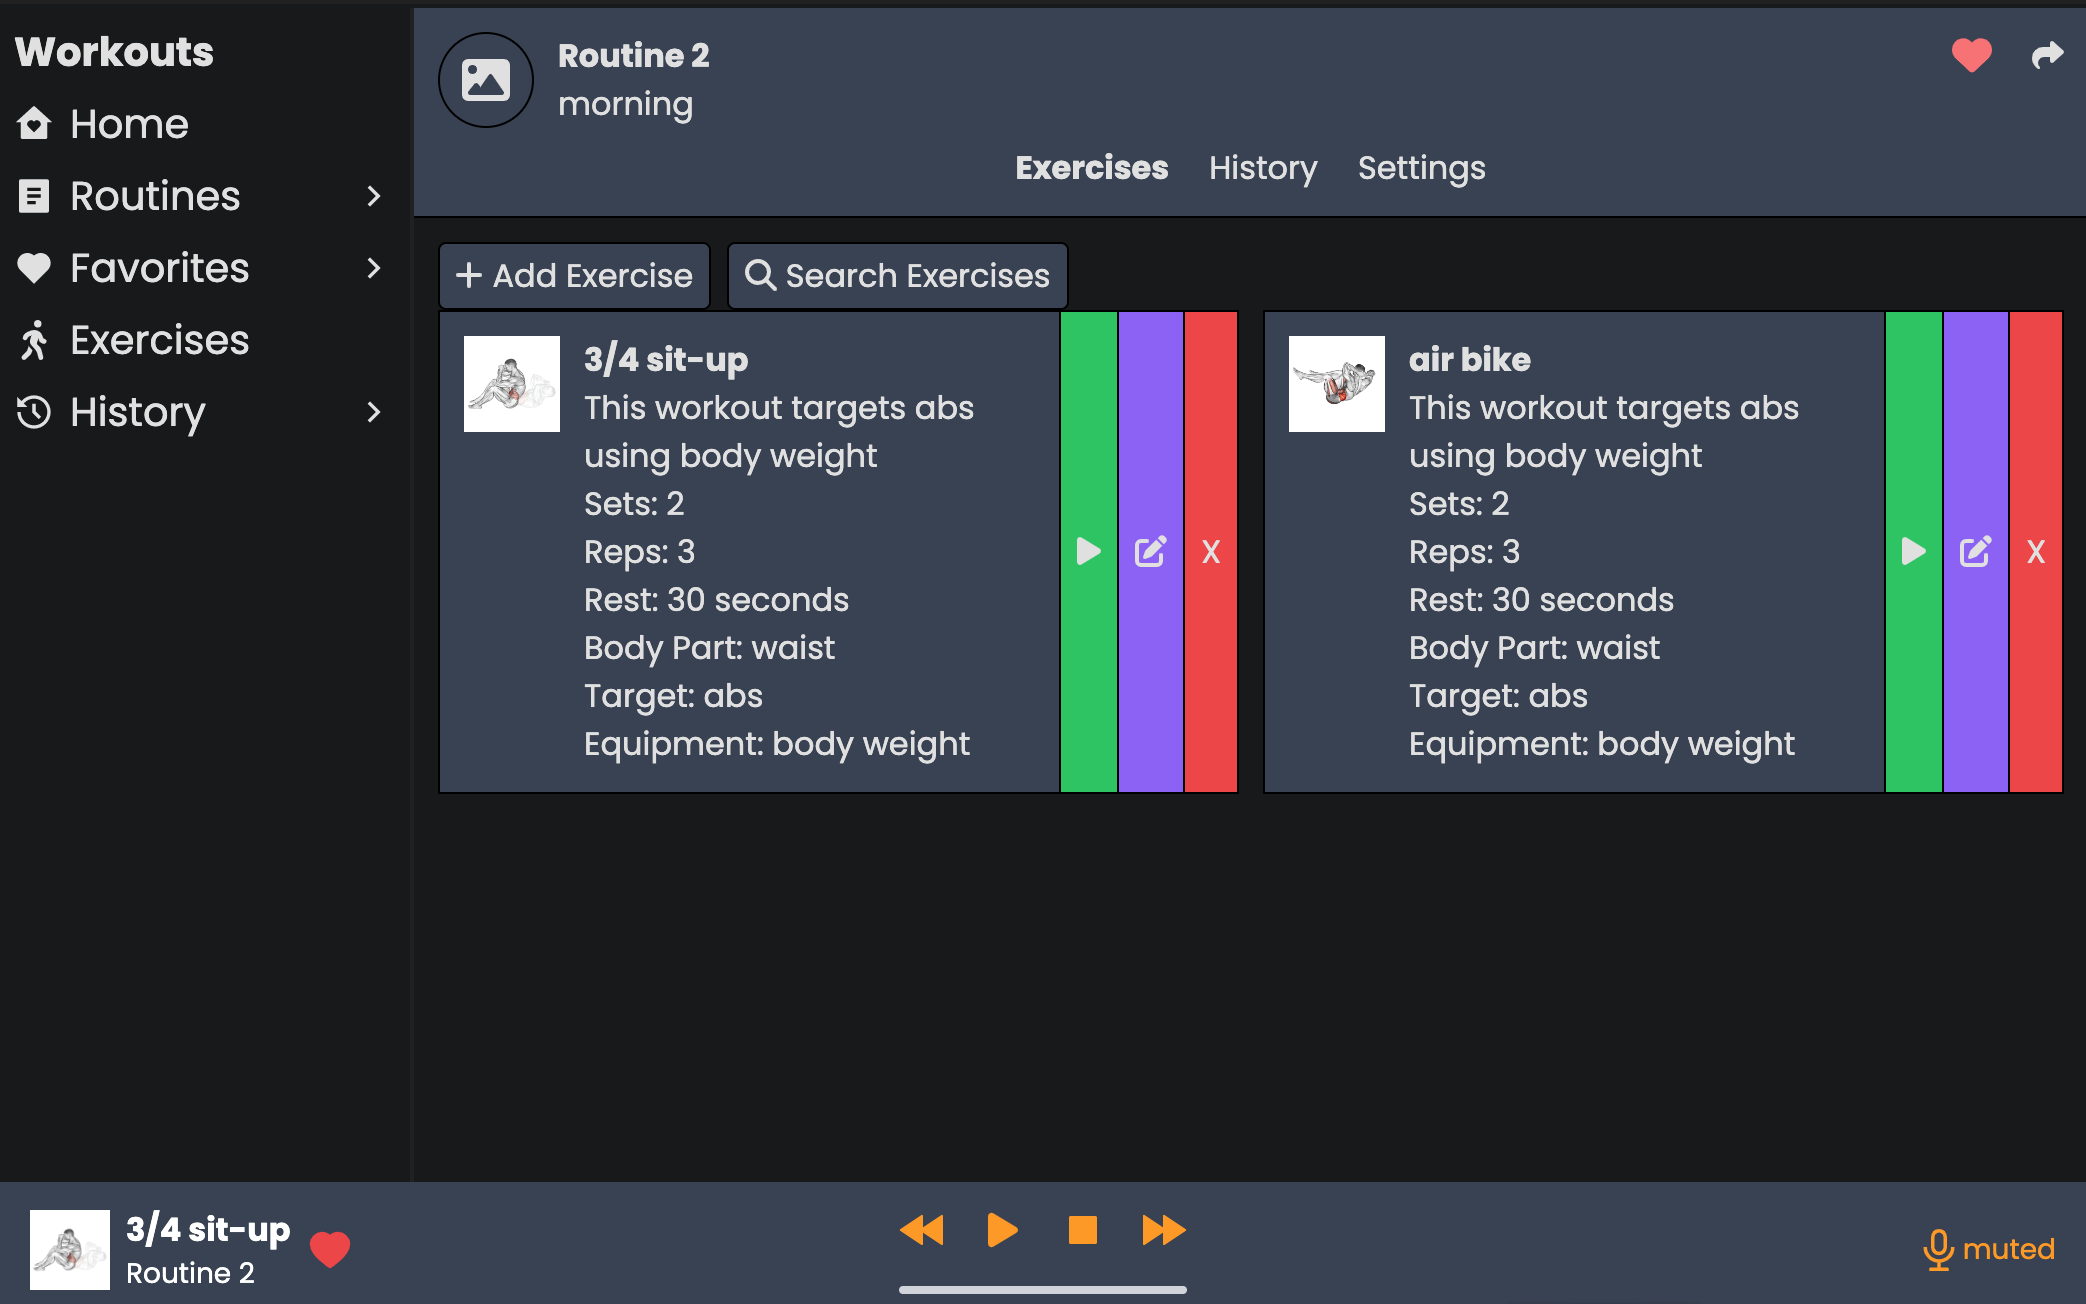 Workouts
Home
Routines
Favorites
Exercises
History
Routine 2
morning
Exercises History Settings
Add Exercise
Search Exercises
3/4 sit-up
This workout targets abs
using body weight
Sets: 2
Reps: 3
Rest: 30 seconds
Body Part: waist
Target: abs
Equipment: body weight
X
air bike
This workout targets abs
using body weight
Sets: 2
Reps: 3
Rest: 30 seconds
Body Part: waist
Target: abs
Equipment: body weight
X
3/4 sit-up
Routine 2
muted